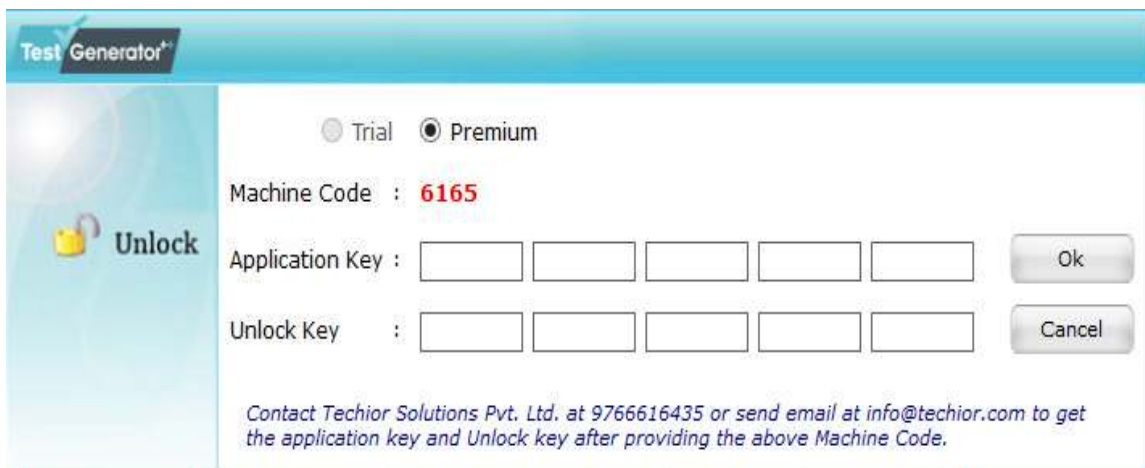 Test Generator++
Trial Premium
Machine Code : 6165
Unlock
Application Key : Ok
Unlock Key : Cancel
Contact Techior Solutions Pvt. Ltd. at 9766616435 or send email at info@techior.com to get
the application key and Unlock key after providing the above Machine Code.